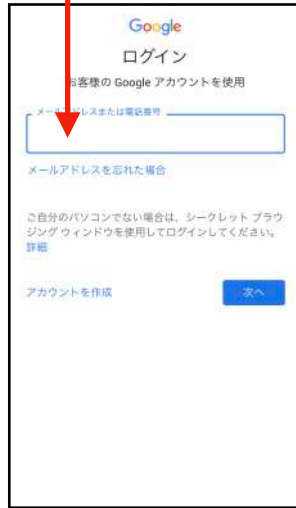 Google
ログイン
お客様の Google アカウントを使用
メールアドレスまたは電話番号
メールアドレスを忘れた場合
ご自分のパソコンでない場合は、シークレット ブラウ
ジング ウィンドウを使用してログインしてください。
詳細
アカウントを作成
次へ